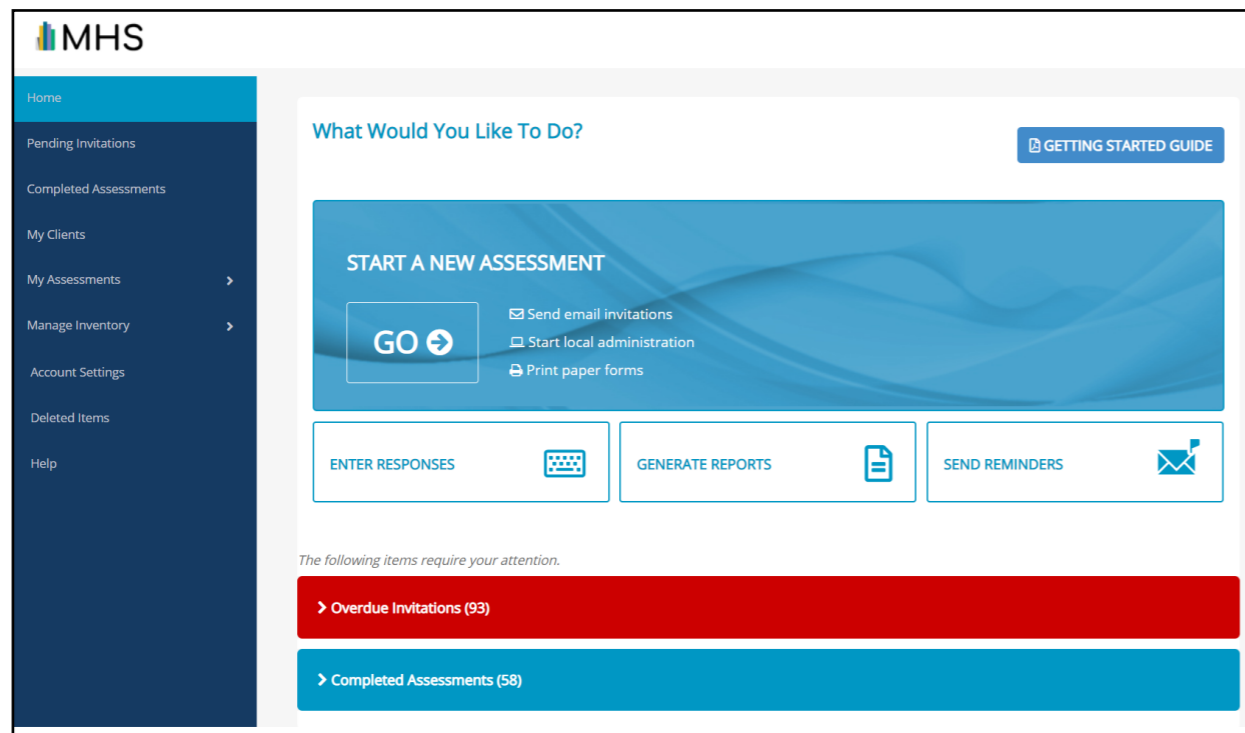 MHS
Home
Pending Invitations
Completed Assessments
My Clients
My Assessments
Manage Inventory
Account Settings
Deleted Items
Help
What Would You Like To Do?
GETTING STARTED GUIDE
START A NEW ASSESSMENT
GO
Send email invitations
Start local administration
Print paper forms
ENTER RESPONSES
GENERATE REPORTS
SEND REMINDERS
The following items require your attention.
Overdue Invitations (93)
Completed Assessments (58)